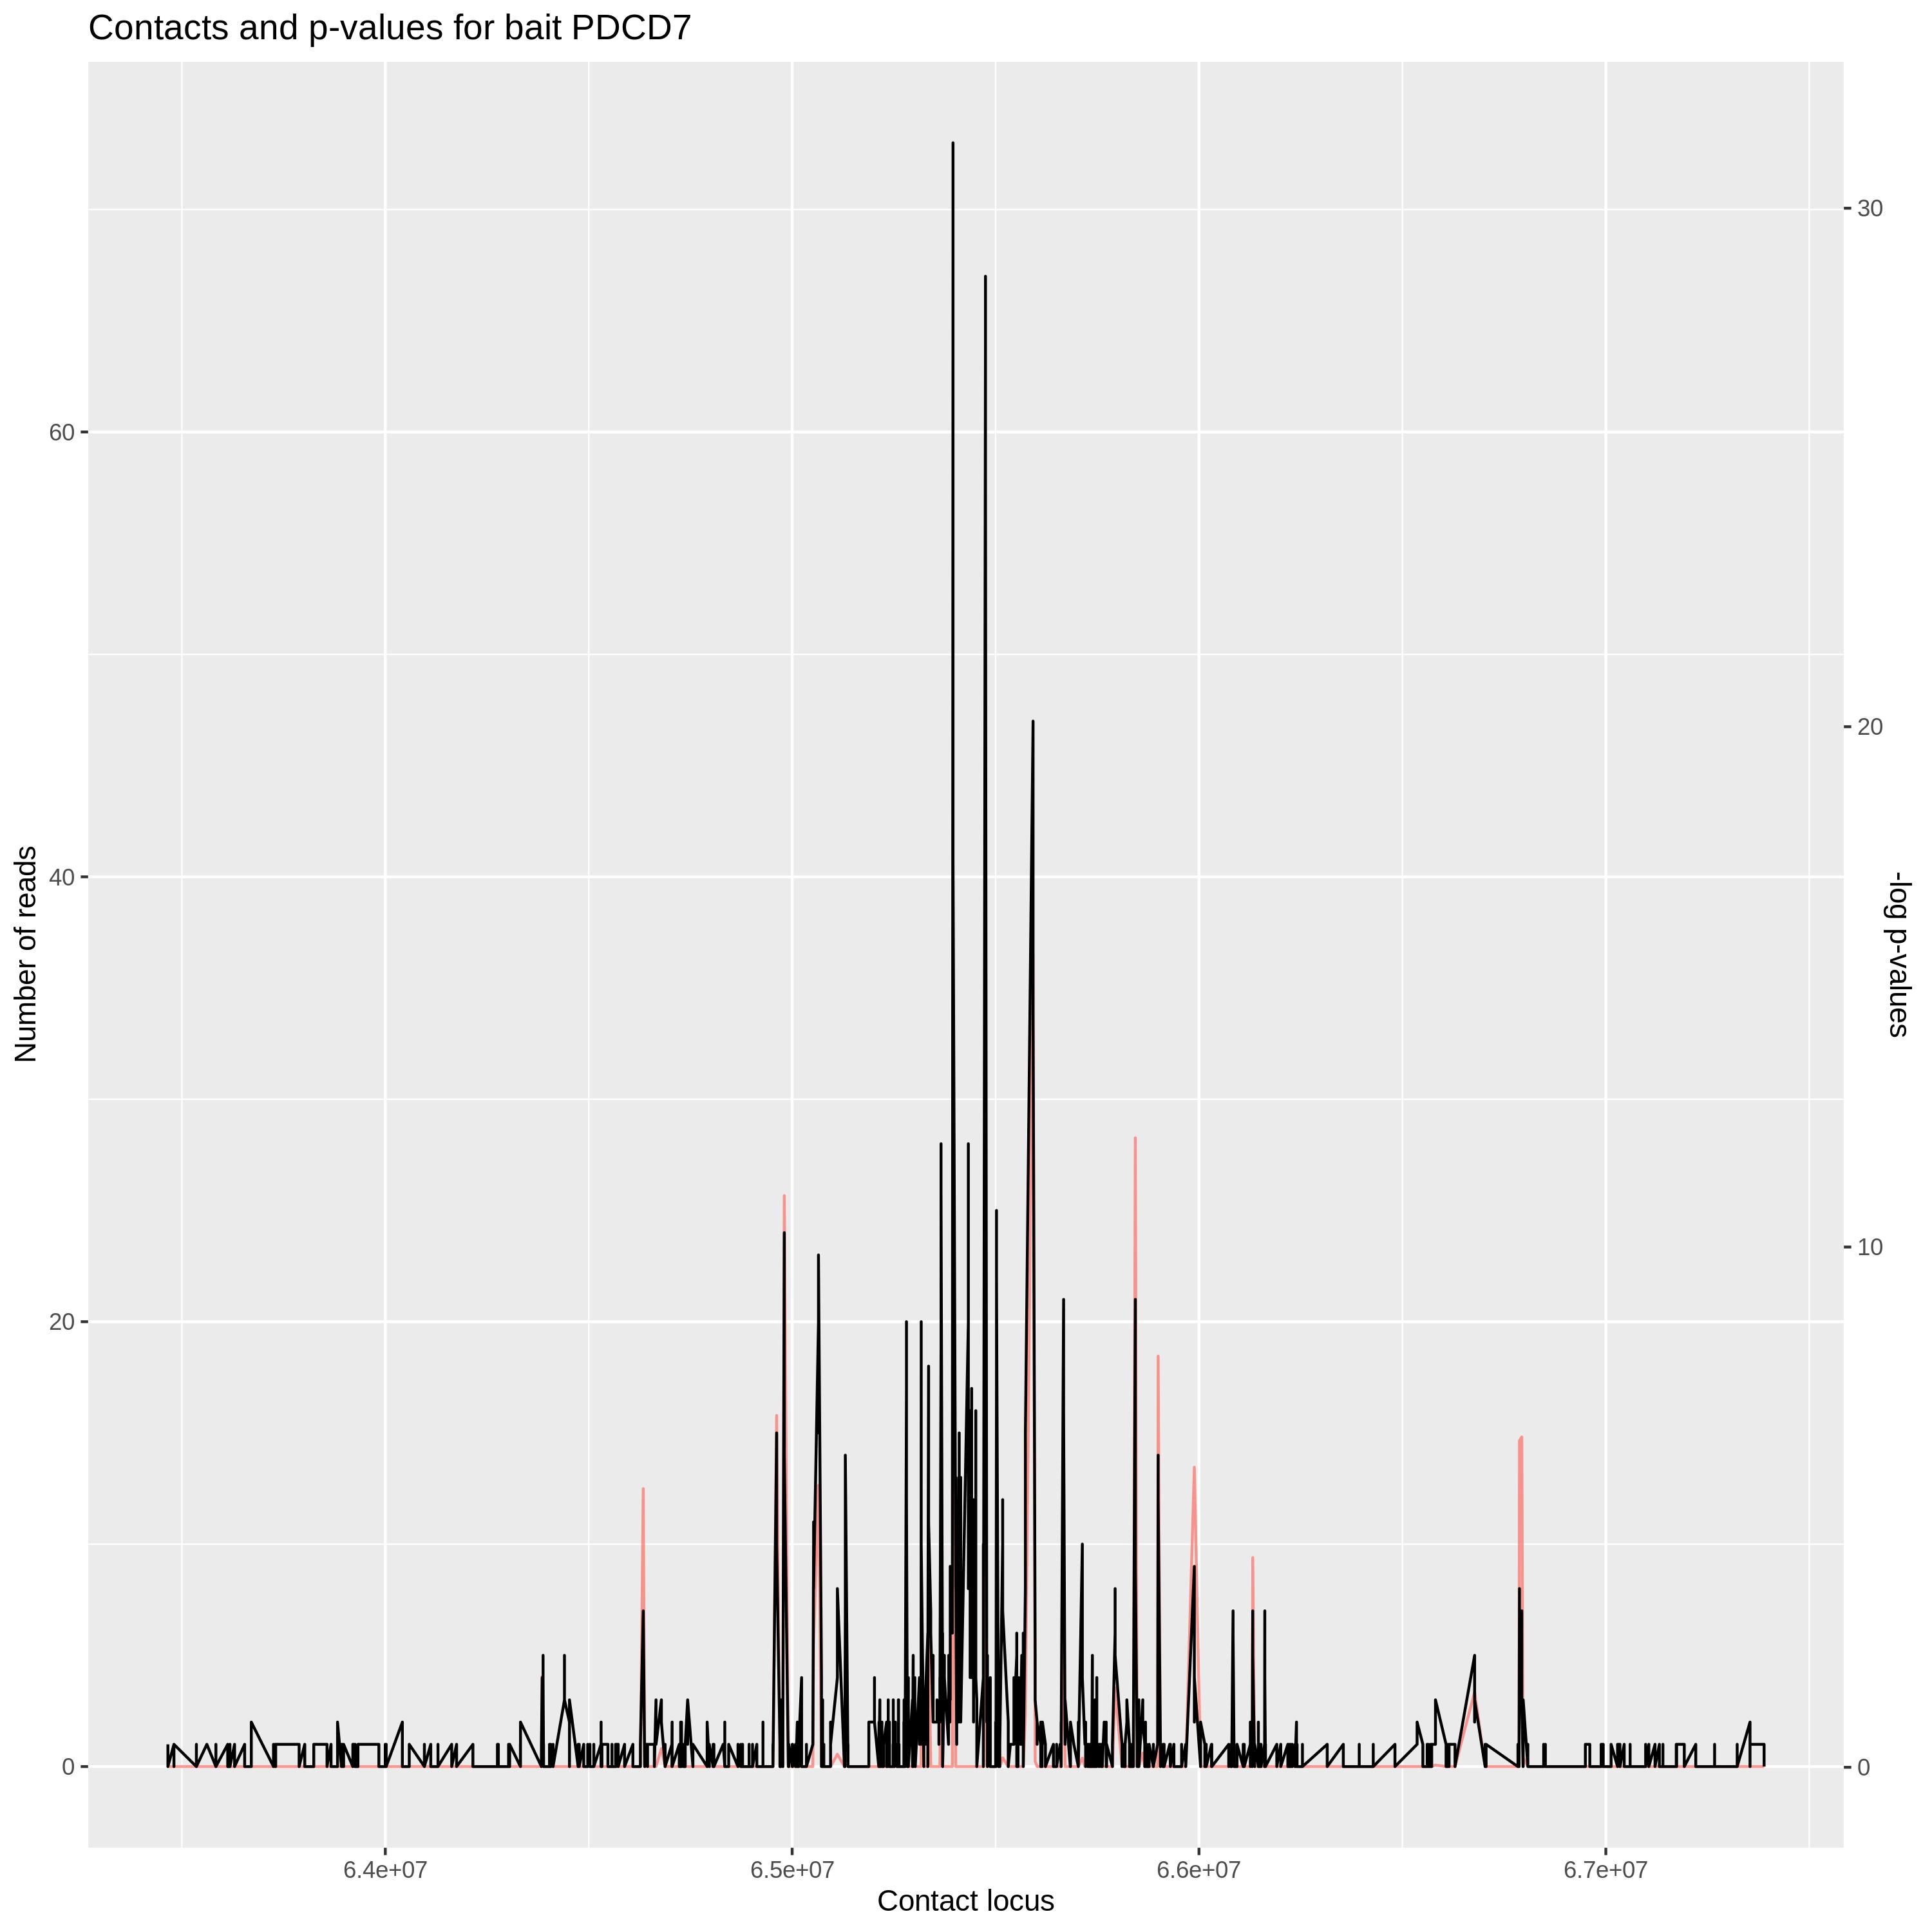 Contacts and p-values for bait PDCD7
Number of reads
0
20
40
60
-log p-values
0
10
20
30
6.4e+07
6.5e+07
6.6e+07
6.7e+07
Contact locus